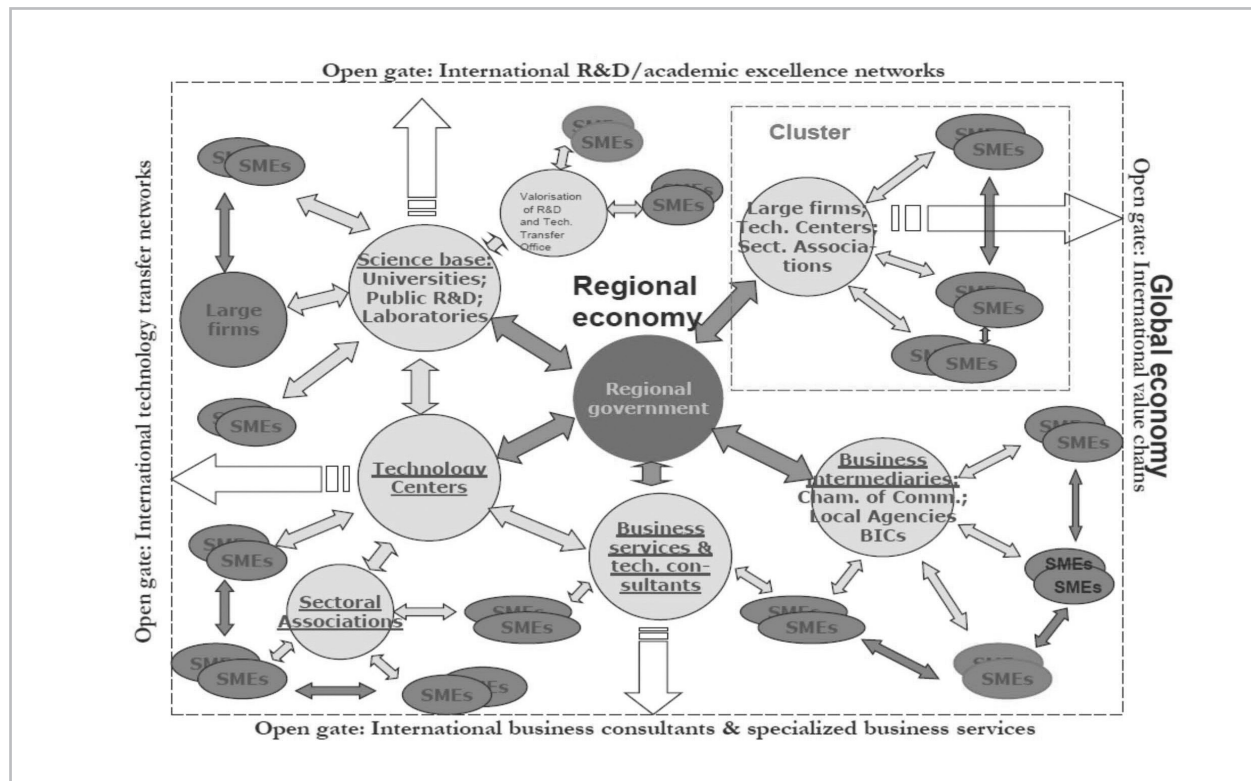 Open gate: International R&D/academic excellence networks
Open gate: International technology transfer networks
SMEs
SMEs
Valorisation
of R&D
and Tech.
Transfer
Office
SMEs
Cluster
SMEs
Large firms;
Tech. Centers;
Sect. Associa-
tions
SMEs
SMEs
Open gate: International value chains
Global economy
Science base:
Universities;
Public R&D;
Laboratories
Large
firms
SMEs
Regional
economy
Regional
government
Technology
Centers
Business
intermediaries;
Cham. of Comm.;
Local Agencies
BICs
SMEs
SMEs
SMEs
SMEs
Business
services &
tech. con-
sultants
SMEs
Sectoral
Associations
SMEs
SMEs
SMEs
SMEs
SMEs
Open gate: International business consultants & specialized business services